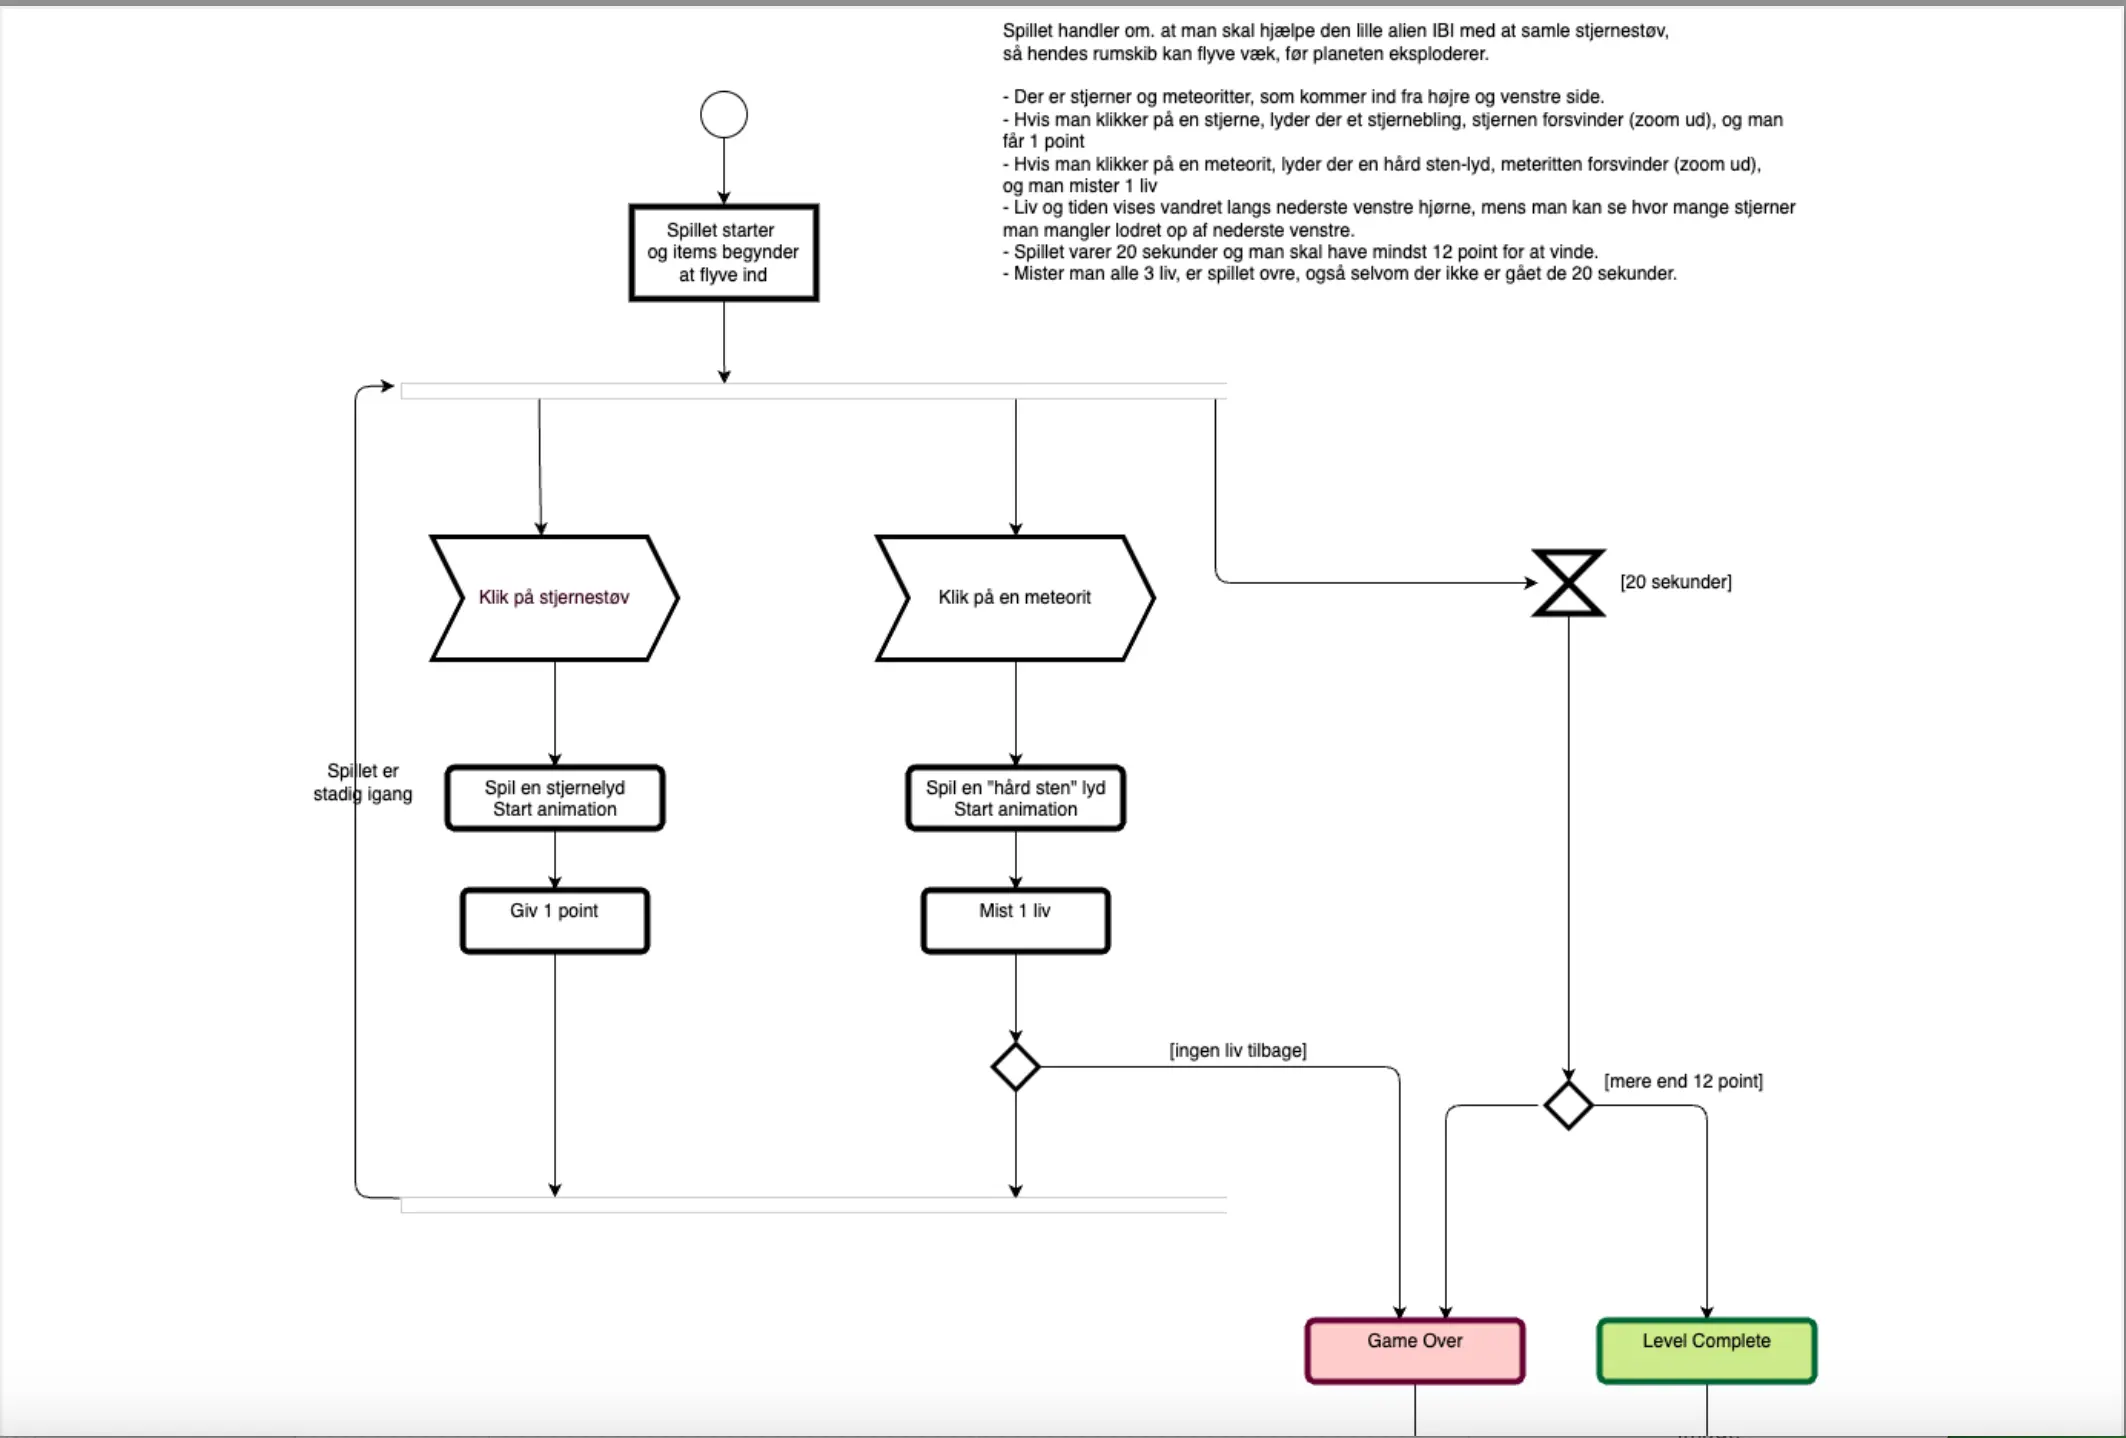 Spillet handler om. at man skal hjælpe den lille alien IBI med at samle stjernestøv,
så hendes rumskib kan flyve væk, før planeten eksploderer.
- Der er stjerner og meteoritter, som kommer ind fra højre og venstre side.
- Hvis man klikker på en stjerne, lyder der et stjernebling, stjernen forsvinder (zoom ud), og man
får 1 point
- Hvis man klikker på en meteorit, lyder der en hård sten-lyd, meteritten forsvinder (zoom ud),
og man mister 1 liv
- Liv og tiden vises vandret langs nederste venstre hjørne, mens man kan se hvor mange stjerner
man mangler lodret op af nederste venstre.
- Spillet varer 20 sekunder og man skal have mindst 12 point for at vinde.
- Mister man alle 3 liv, er spillet ovre, også selvom der ikke er gået de 20 sekunder.
Spillet starter
og items begynder
at flyve ind
Klik på stjernestøv
Klik på en meteorit
[20 sekunder]
Spillet er
stadig igang
Spil en stjernelyd
Start animation
Spil en "hård sten" lyd
Start animation
Giv 1 point
Mist 1 liv
[ingen liv tilbage]
[mere end 12 point]
Game Over
Level Complete